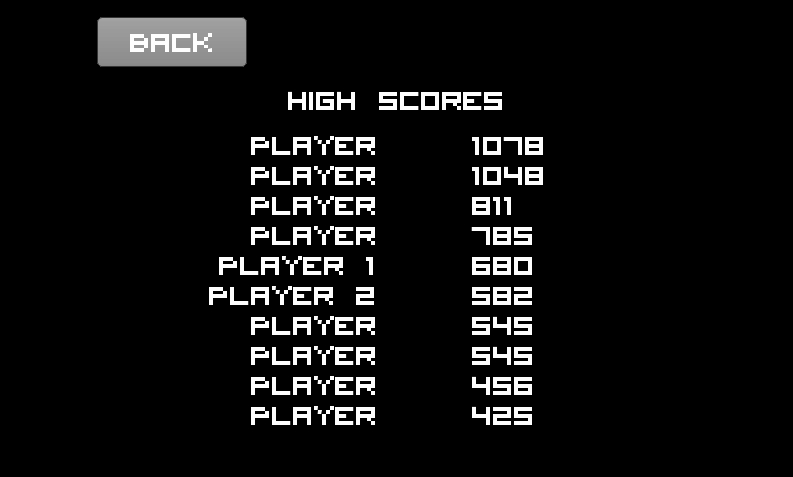 BACK
HIGH SCORES
PLAYER 1078
PLAYER 1048
PLAYER 811
PLAYER 785
PLAYER 1 680
PLAYER 2 582
PLAYER 545
PLAYER 545
PLAYER 456
PLAYER 425